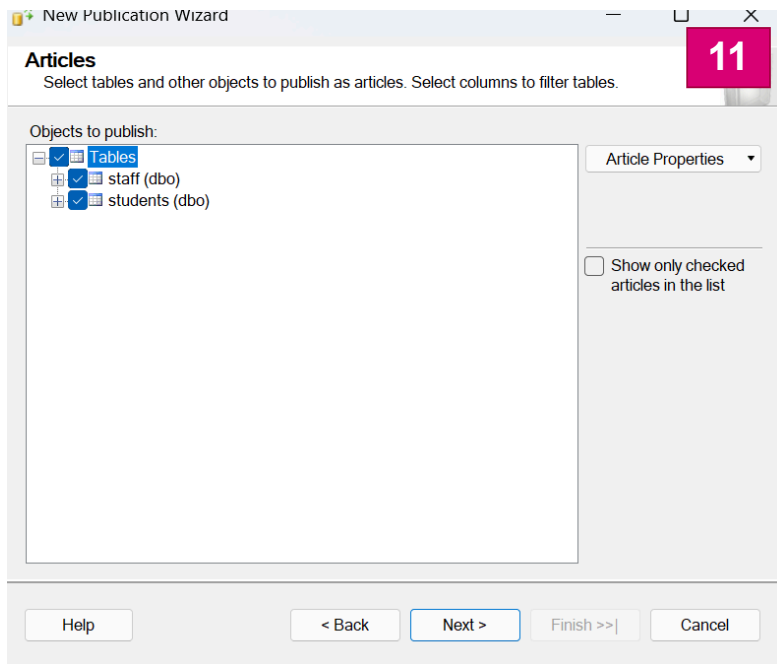 New Publication Wizard
11
Articles
Select tables and other objects to publish as articles. Select columns to filter tables.
Objects to publish:
Tables
staff (dbo)
students (dbo)
Article Properties
Show only checked
articles in the list
Help
< Back
Next >
Finish >>|
Cancel